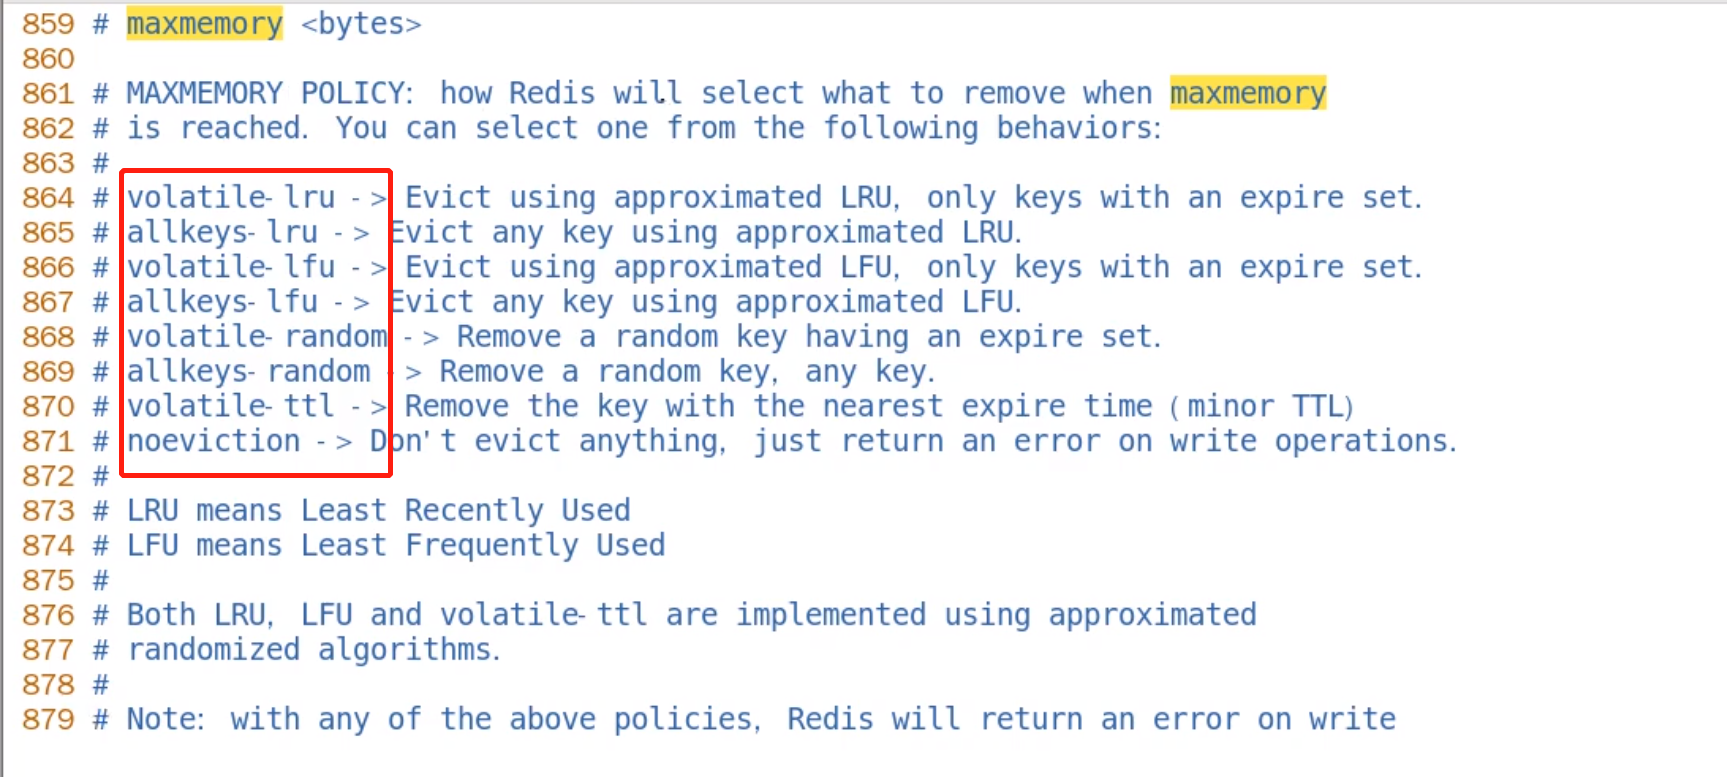 859 # maxmemory <bytes>
860
861 # MAXMEMORY POLICY: how Redis will select what to remove when maxmemory
862 # is reached. You can select one from the following behaviors:
863 #
864 # volatile-lru -> Evict using approximated LRU, only keys with an expire set.
865 # allkeys-lru -> Evict any key using approximated LRU.
866 # volatile-lfu -> Evict using approximated LFU, only keys with an expire set.
867 # allkeys-lfu -> Evict any key using approximated LFU.
868 # volatile-random -> Remove a random key having an expire set.
869 # allkeys-random -> Remove a random key, any key.
870 # volatile-ttl -> Remove the key with the nearest expire time (minor TTL)
871 # noeviction -> Don't evict anything, just return an error on write operations.
872 #
873 # LRU means Least Recently Used
874 # LFU means Least Frequently Used
875 #
876 # Both LRU, LFU and volatile-ttl are implemented using approximated
877 # randomized algorithms.
878 #
879 # Note: with any of the above policies, Redis will return an error on write